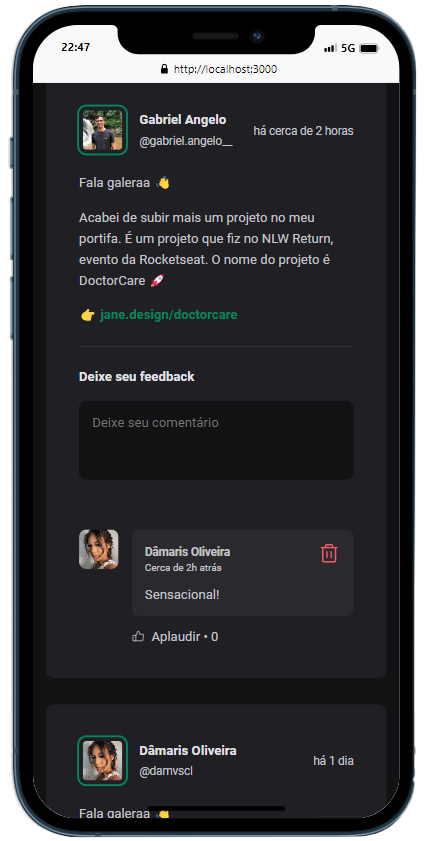 22:47
5G
http://localhost:3000
Gabriel Angelo
@gabriel.angelo__
há cerca de 2 horas
Fala galeraa 👋
Acabei de subir mais um projeto no meu
portifa. É um projeto que fiz no NLW Return,
evento da Rocketseat. O nome do projeto é
DoctorCare 🚀
👉 jane.design/doctorcare
Deixe seu feedback
Deixe seu comentário
Dâmaris Oliveira
Cerca de 2h atrás
Sensacional!
Aplaudir • 0
Dâmaris Oliveira
@damvscl
há 1 dia
Fala galeraa 👋